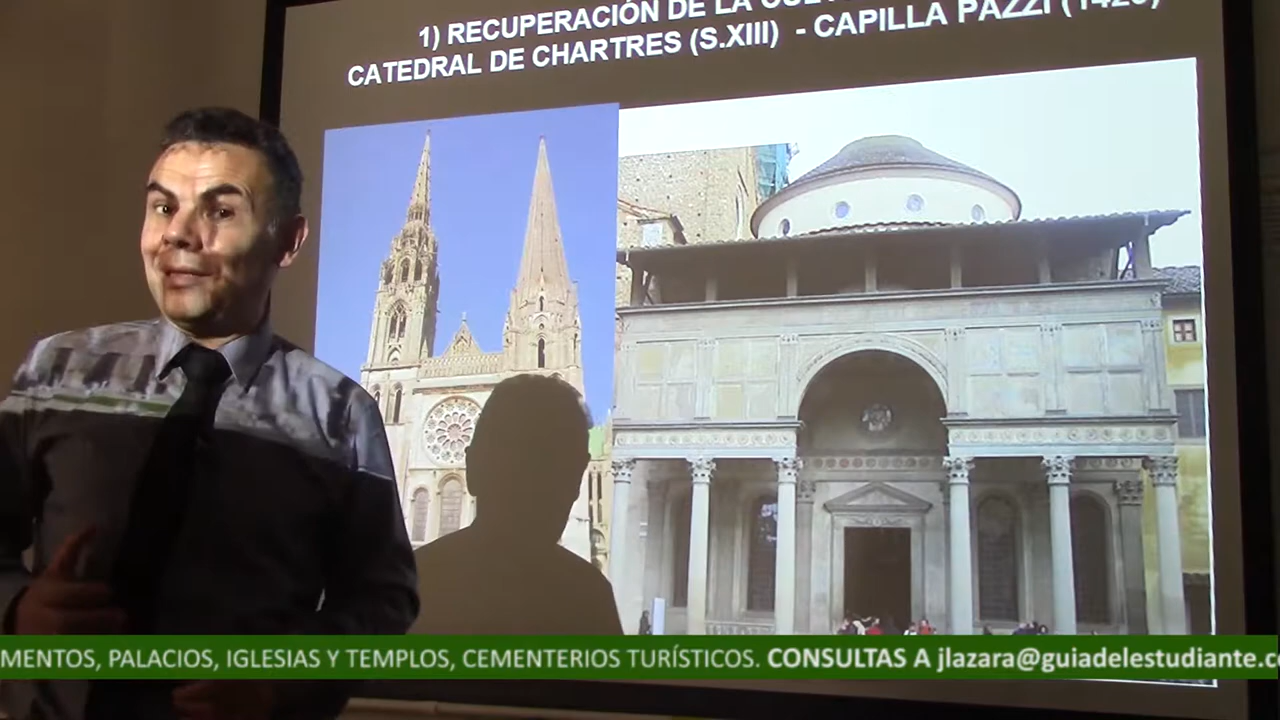 1) RECUPERACIÓN DE LA
CATEDRAL DE CHARTRES (S.XIII) - CAPILLA PAZZI
MENTOS, PALACIOS, IGLESIAS Y TEMPLOS, CEMENTERIOS TURÍSTICOS. CONSULTAS A jlazara@guiadelestudiante.c